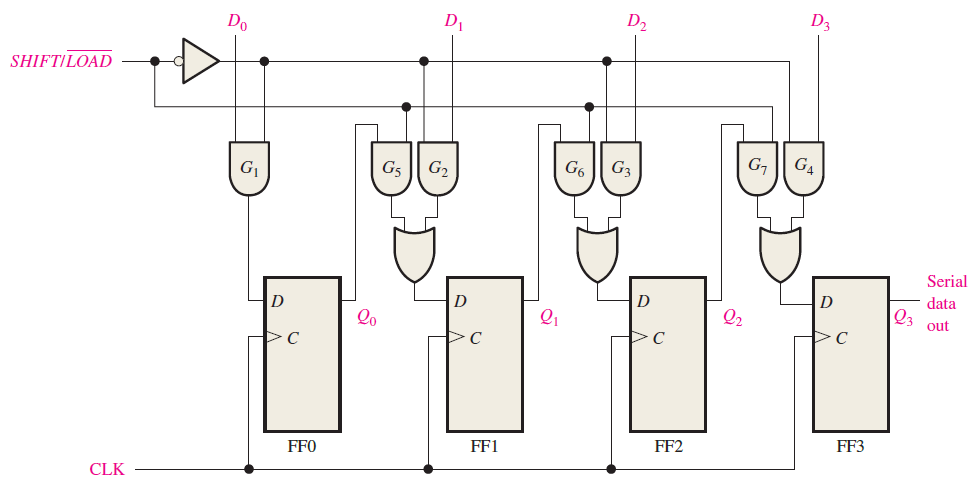 D0 D1 D2 D3
SHIFT/LOAD
G1 G5 G2 G6 G3 G7 G4
D D D D
Q0 Q1 Q2 Q3
Serial
data
out
C C C C
FF0 FF1 FF2 FF3
CLK